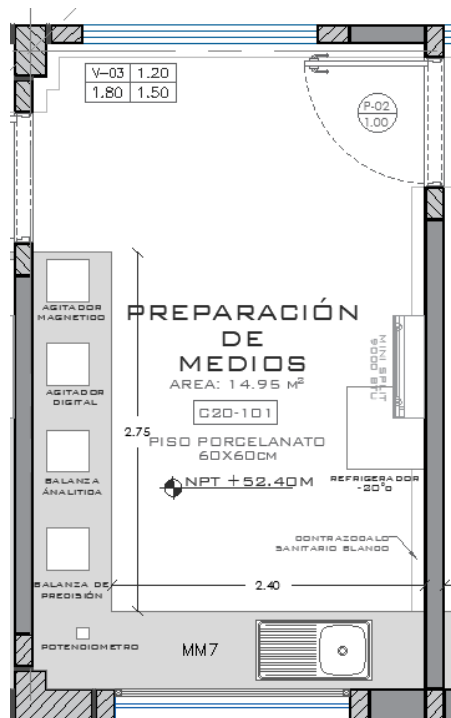 V-03 1.20
1.80 1.50
P-02
1.00
AGITADOR
MAGNETICO
PREPARACIÓN
DE
MEDIOS
AREA: 14.95 M²
C20-101
PISO PORCELANATO
60X60CM
NPT +52.40M
MINI SPLIT
9000 BTU
AGITADOR
DIGITAL
2.75
BALANZA
ÁNALITICA
REFRIGERADOR
-20°c
CONTRAZOCALO
SANITARIO BLANCO
BALANZA DE
PRECISIÓN
2.40
POTENCIOMETRO
MM7